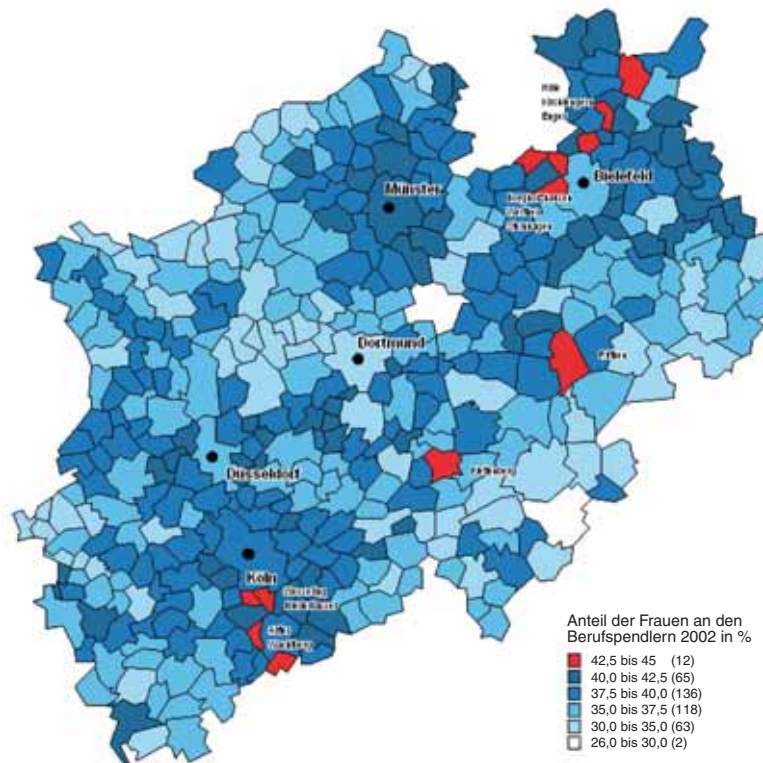 Münster
Bielefeld
Dortmund
Düsseldorf
Köln
Anteil der Frauen an den
Berufspendlern 2002 in %
42,5 bis 45 (12)
40,0 bis 42,5 (65)
37,5 bis 40,0 (136)
35,0 bis 37,5 (118)
30,0 bis 35,0 (63)
26,0 bis 30,0 (2)